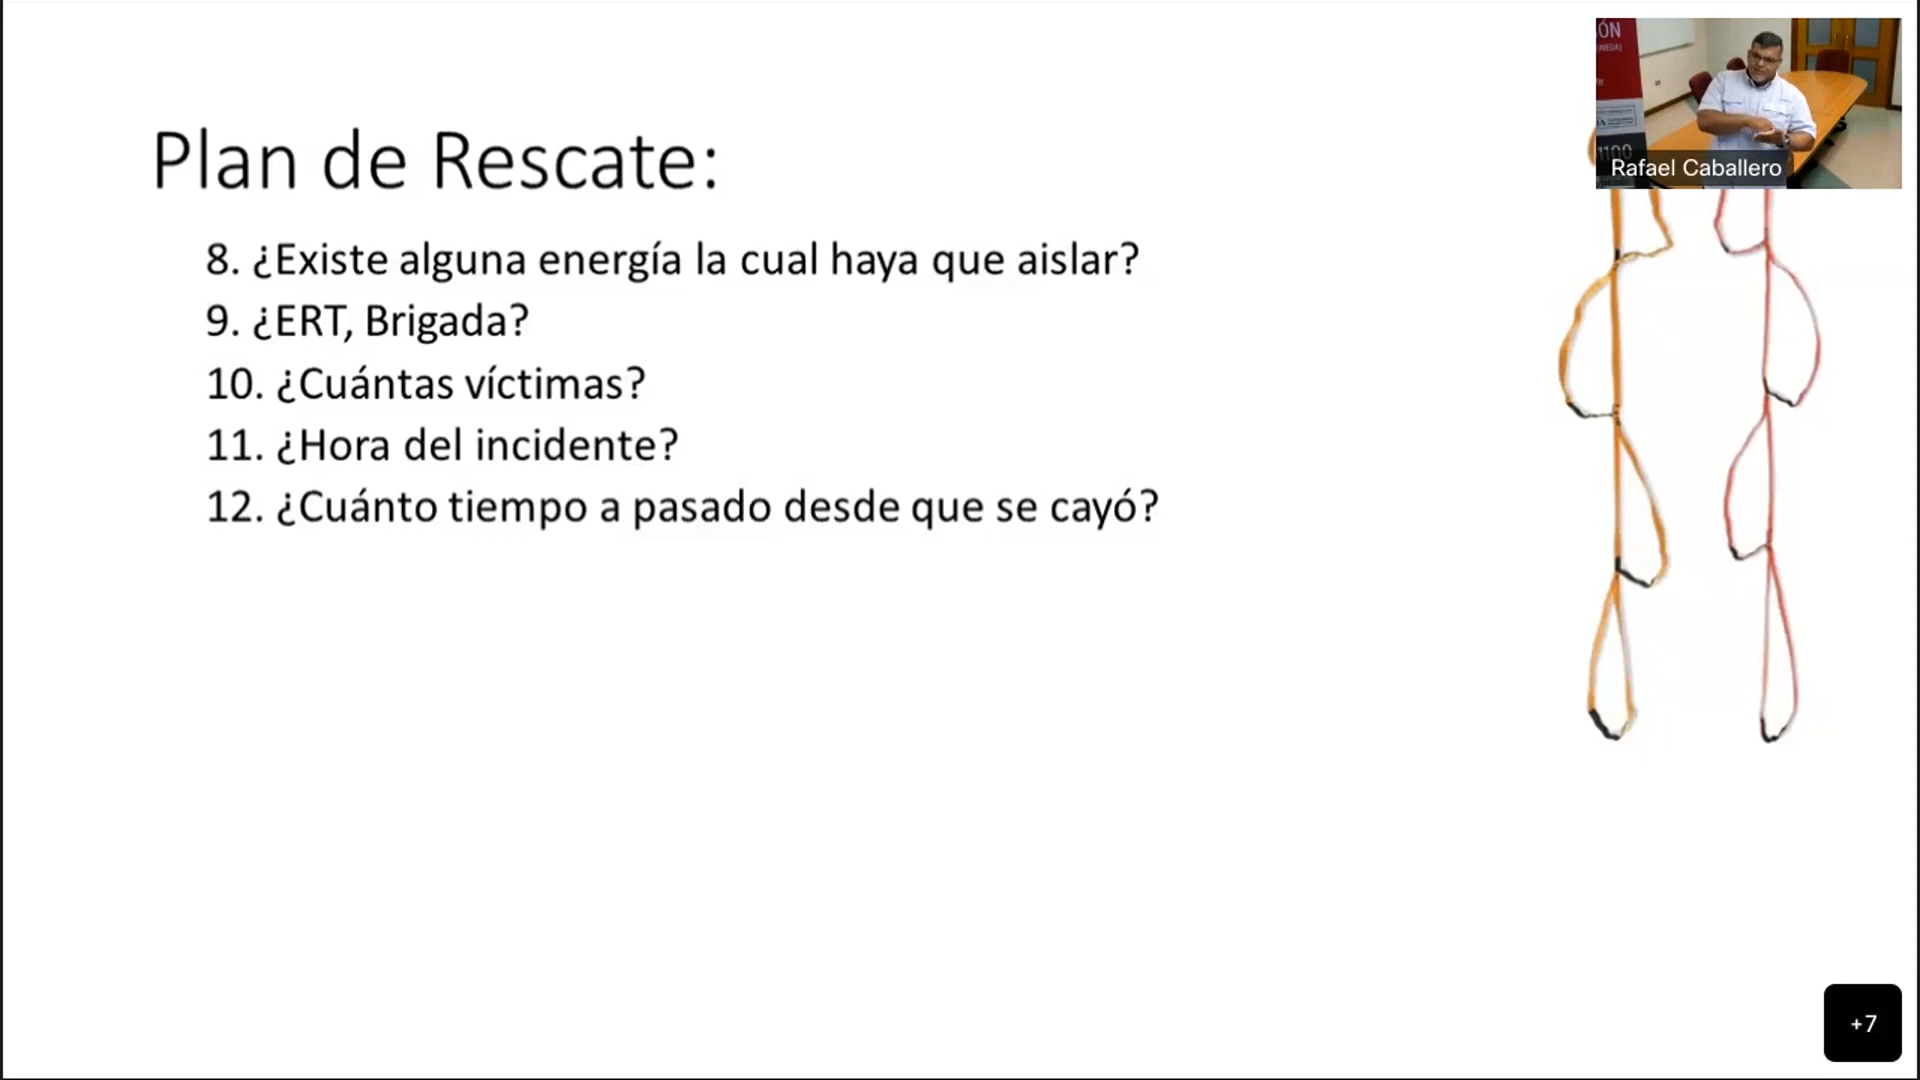 Plan de Rescate:
8. ¿Existe alguna energía la cual haya que aislar?
9. ¿ERT, Brigada?
10. ¿Cuántas víctimas?
11. ¿Hora del incidente?
12. ¿Cuánto tiempo a pasado desde que se cayó?
ÓN
Rafael Caballero
+7